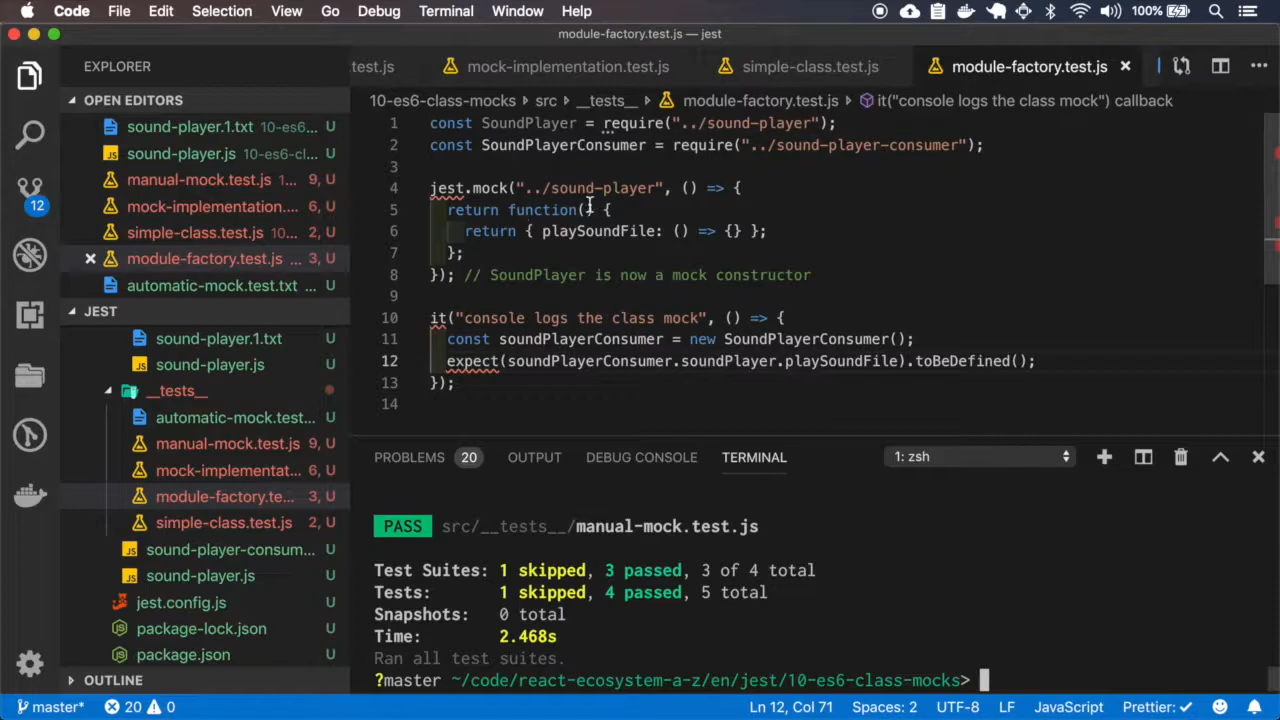 Code File Edit Selection View Go Debug Terminal Window Help 100%
module-factory.test.js — jest
EXPLORER
.test.js mock-implementation.test.js simple-class.test.js module-factory.test.js
OPEN EDITORS
10-es6-class-mocks › src › __tests__ › module-factory.test.js › it("console logs the class mock") callback
sound-player.1.txt 10-es6...
sound-player.js 10-es6-cl...
manual-mock.test.js 1... 9, U
mock-implementation. ... 6, U
simple-class.test.js 10... 2, U
module-factory.test.js ... 3, U
automatic-mock.test.txt ... U
12
1 const SoundPlayer = require("../sound-player");
2 const SoundPlayerConsumer = require("../sound-player-consumer");
3
4 jest.mock("../sound-player", () => {
5 return function() {
6 return { playSoundFile: () => {} };
7 };
8 }); // SoundPlayer is now a mock constructor
9
10 it("console logs the class mock", () => {
11 const soundPlayerConsumer = new SoundPlayerConsumer();
12 expect(soundPlayerConsumer.soundPlayer.playSoundFile).toBeDefined();
13 });
14
JEST
sound-player.1.txt U
sound-player.js U
__tests__
automatic-mock.test... U
manual-mock.test.js 9, U
mock-implementat... 6, U
module-factory.te... 3, U
simple-class.test.js 2, U
sound-player-consum... U
sound-player.js U
jest.config.js U
package-lock.json U
package.json U
OUTLINE
PROBLEMS 20 OUTPUT DEBUG CONSOLE TERMINAL 1: zsh
PASS src/__tests__/manual-mock.test.js
Test Suites: 1 skipped, 3 passed, 3 of 4 total
Tests: 1 skipped, 4 passed, 5 total
Snapshots: 0 total
Time: 2.468s
Ran all test suites.
?master ~/code/react-ecosystem-a-z/en/jest/10-es6-class-mocks>
master* 20 0 Ln 12, Col 71 Spaces: 2 UTF-8 LF JavaScript Prettier: ✓